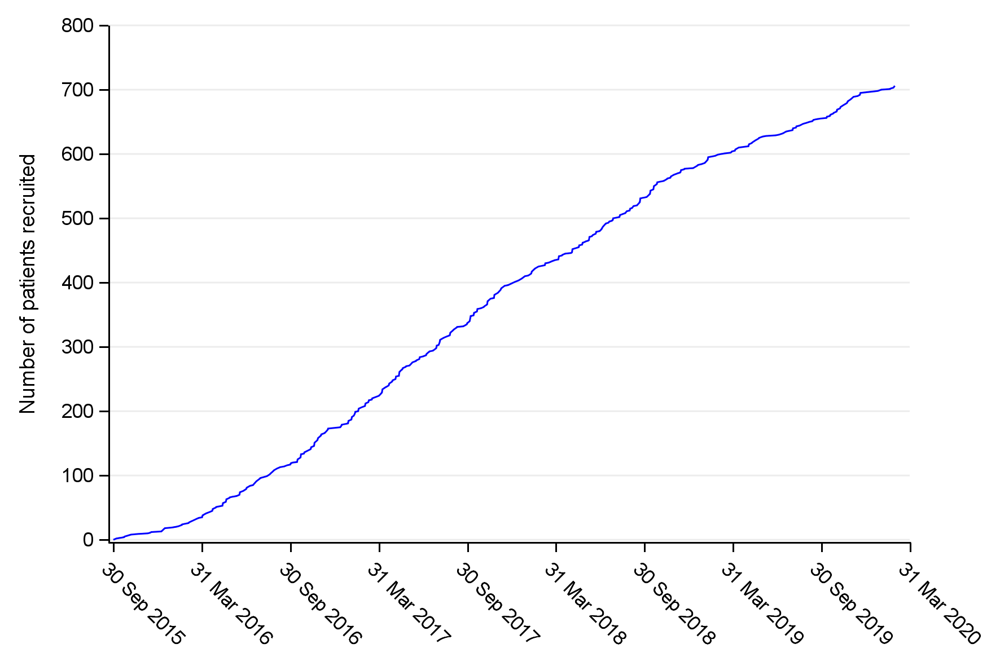 Number of patients recruited
800
700
600
500
400
300
200
100
0
30 Sep 2015
31 Mar 2016
30 Sep 2016
31 Mar 2017
30 Sep 2017
31 Mar 2018
30 Sep 2018
31 Mar 2019
30 Sep 2019
31 Mar 2020